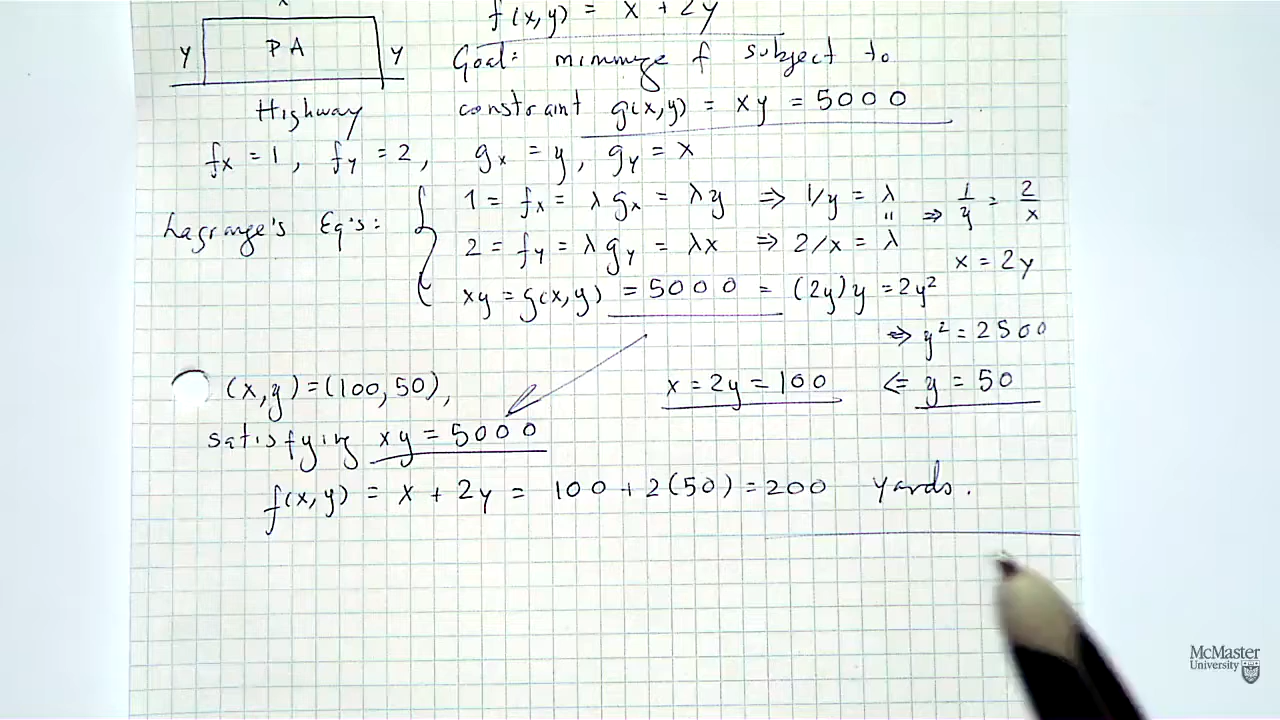 x
f(x,y) = x + 2y
y PA y
Goal: minimize f subject to
Highway
constraint g(x,y) = xy = 5000
fx = 1, fy = 2, gx = y, gy = x
Lagrange's Eq's:
1 = fx = λ gx = λy ⇒ 1/y = λ
"
⇒ 1/y = 2/x
2 = fy = λ gy = λx ⇒ 2/x = λ
x = 2y
xy = g(x,y) = 5000 = (2y)y = 2y²
⇒ y² = 2500
(x,y) = (100,50),
x = 2y = 100 ⇐ y = 50
satisfying xy = 5000
f(x,y) = x + 2y = 100 + 2(50) = 200 yards.
McMaster
University